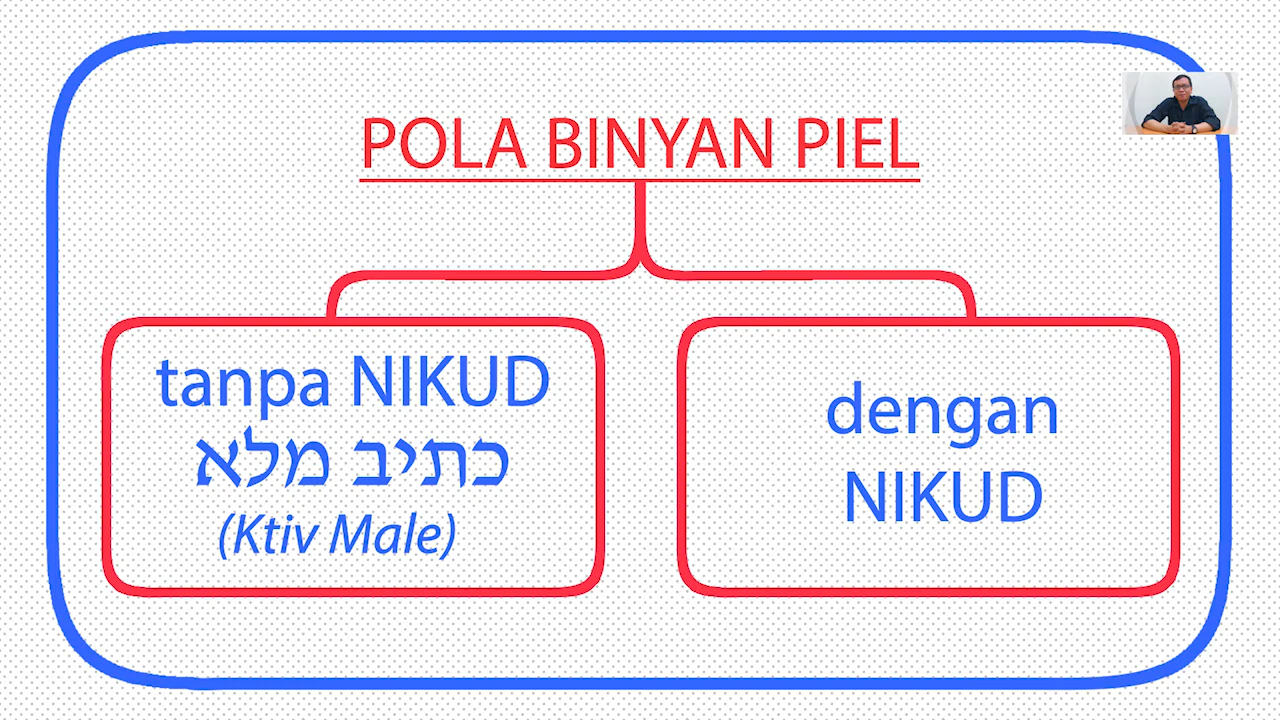 POLA BINYAN PIEL
tanpa NIKUD
כתיב מלא
(Ktiv Male)
dengan
NIKUD